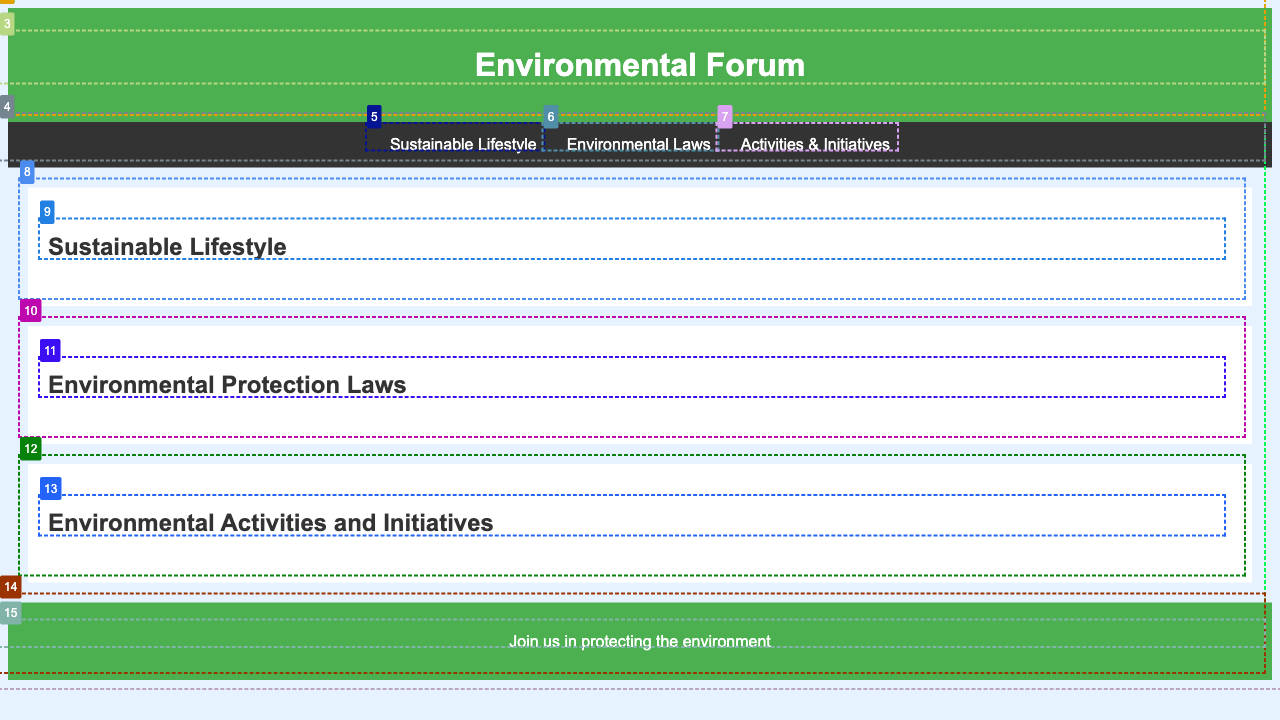 3
Environmental Forum
4
5
6
7
Sustainable Lifestyle
Environmental Laws
Activities & Initiatives
8
9
Sustainable Lifestyle
10
11
Environmental Protection Laws
12
13
Environmental Activities and Initiatives
14
15
Join us in protecting the environment